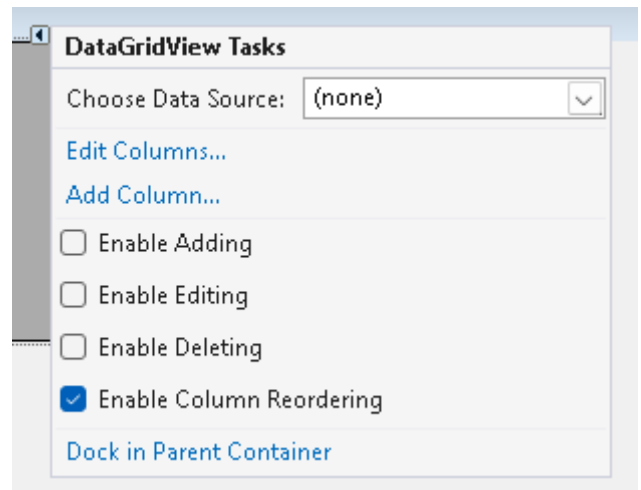 DataGridView Tasks
Choose Data Source: (none)
Edit Columns...
Add Column...
Enable Adding
Enable Editing
Enable Deleting
Enable Column Reordering
Dock in Parent Container